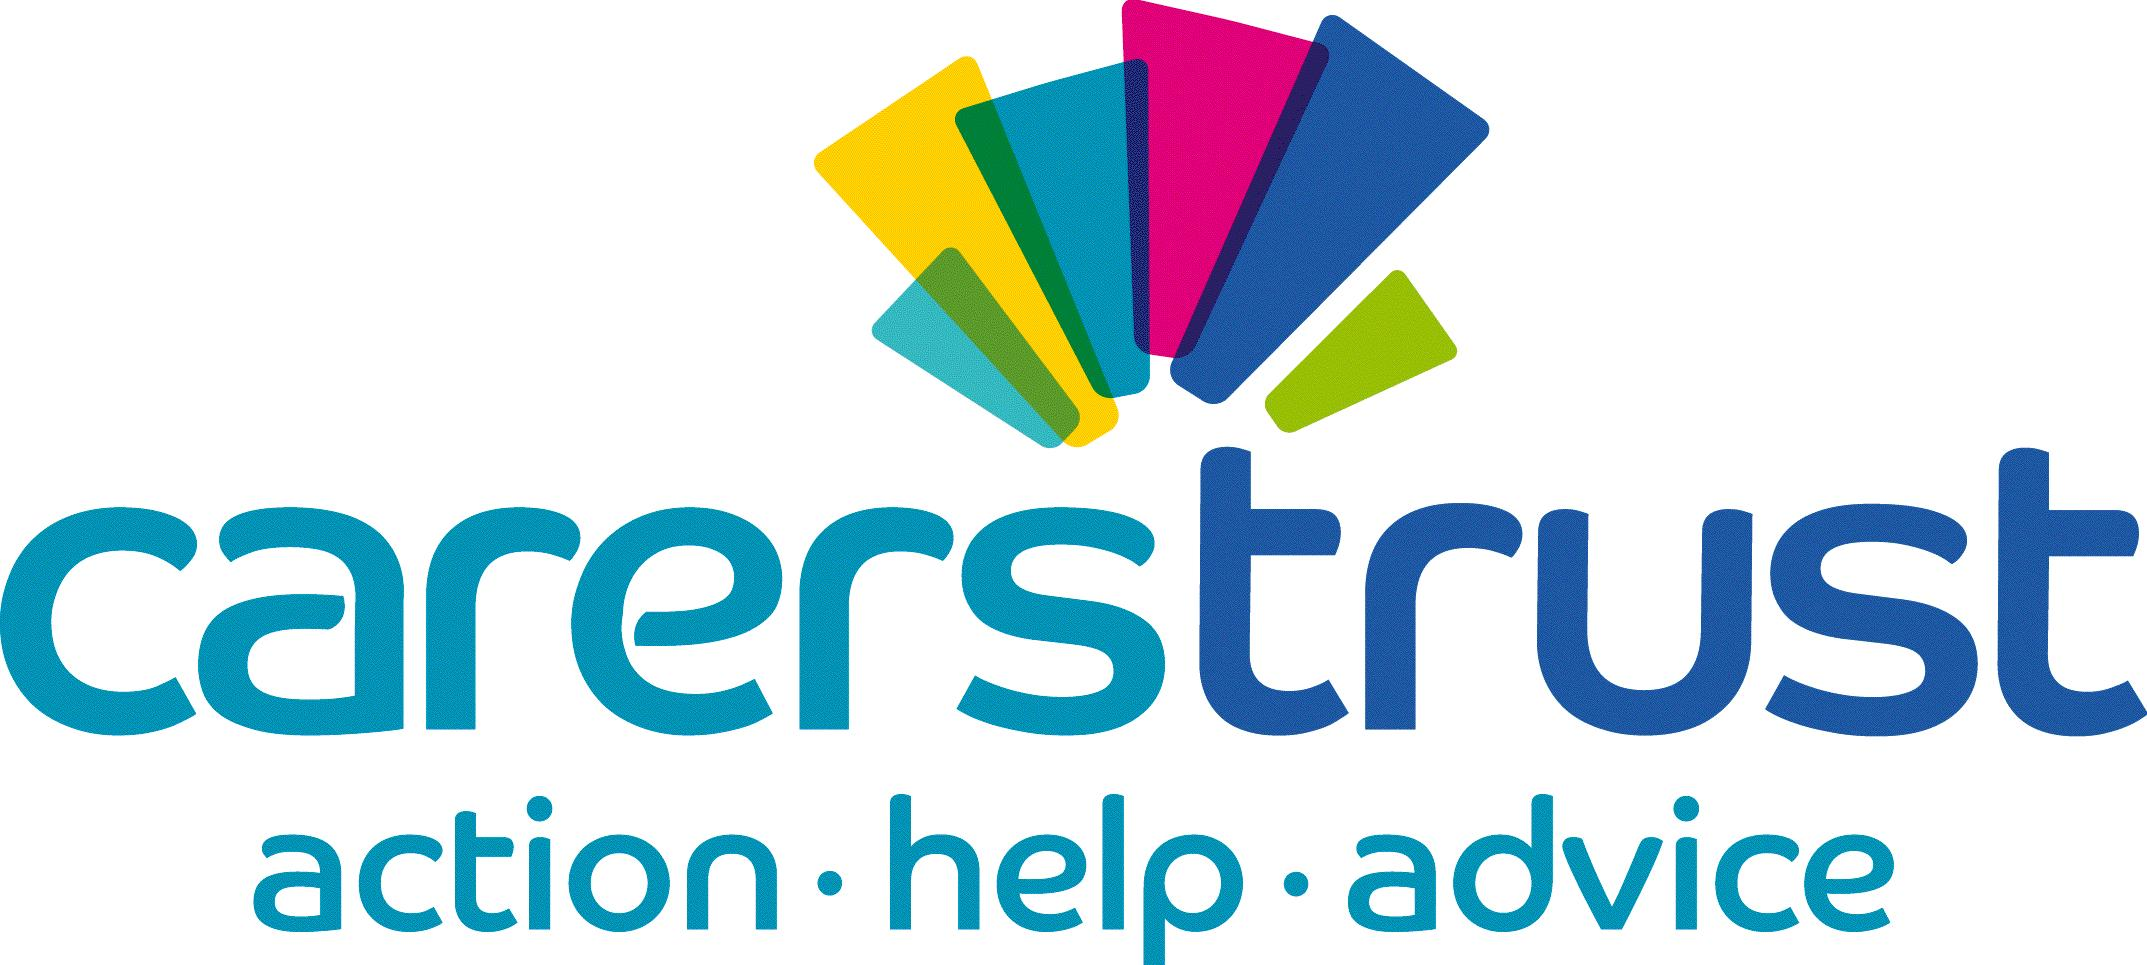 carerstrust
action · help · advice